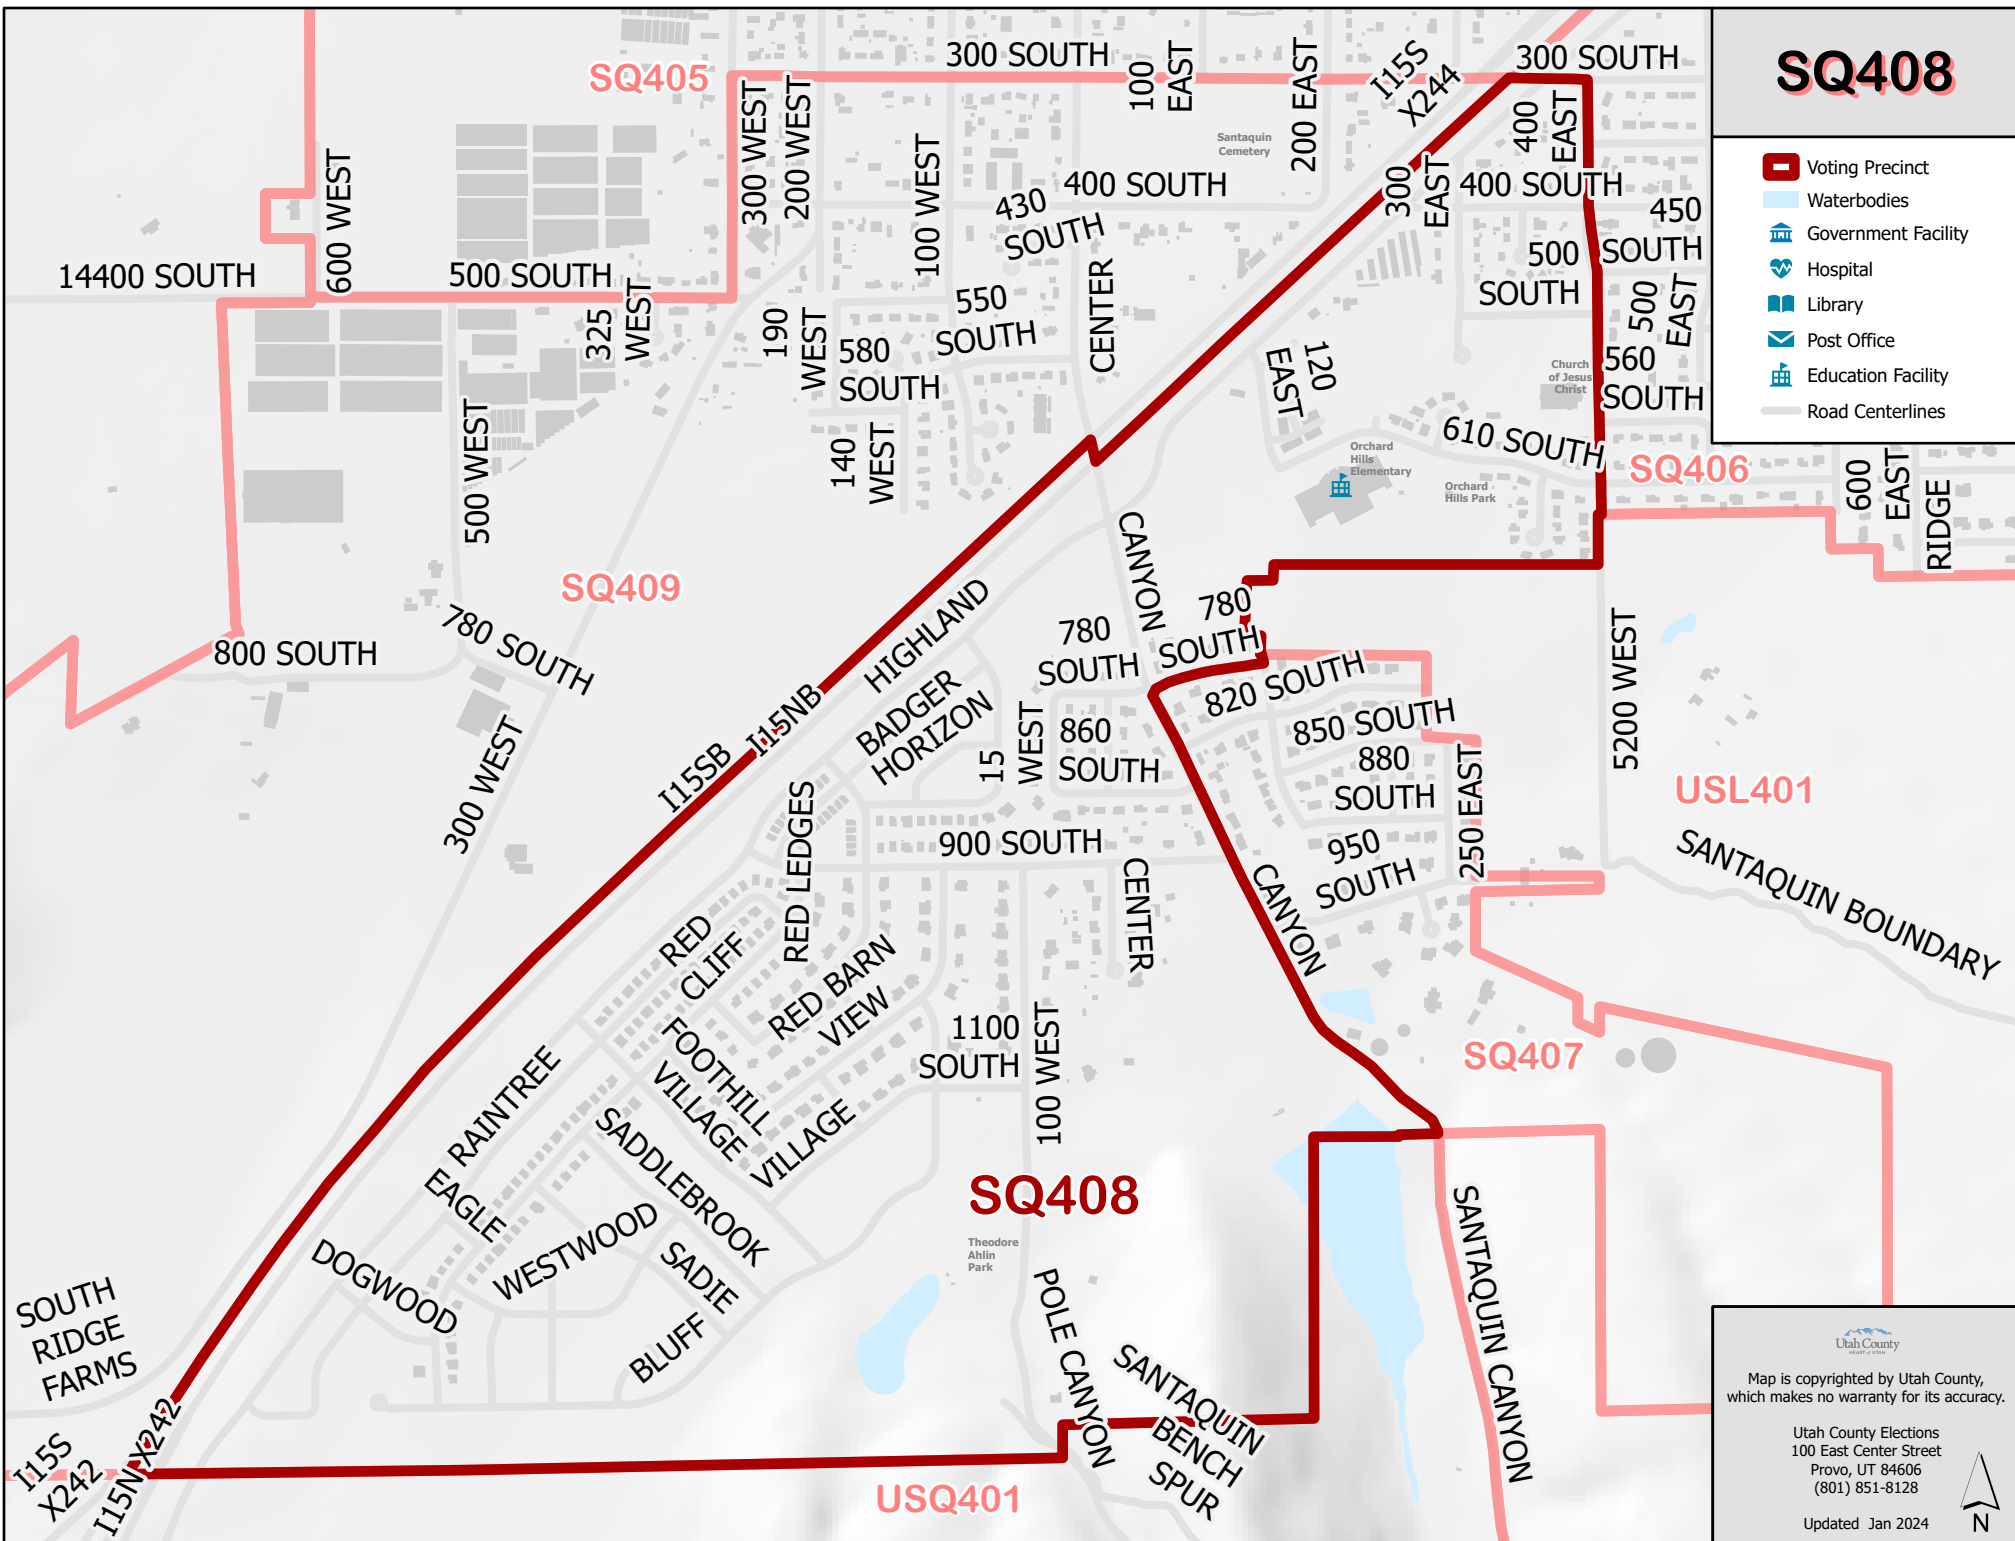 SQ408
Voting Precinct
Waterbodies
Government Facility
Hospital
Library
Post Office
Education Facility
Road Centerlines
SQ405
300 SOUTH
100
EAST
200 EAST
I15S
X244
300 SOUTH
400
EAST
600 WEST
300 WEST
200 WEST
100 WEST
Santaquin
Cemetery
400 SOUTH
430
SOUTH
300
EAST
400 SOUTH
450
SOUTH
14400 SOUTH
500 SOUTH
325
WEST
190
WEST
580
SOUTH
550
SOUTH
CENTER
500
SOUTH
500
EAST
560
SOUTH
120
EAST
Church
of Jesus
Christ
500 WEST
140
WEST
610 SOUTH
Orchard
Hills
Elementary
Orchard
Hills Park
SQ406
600
EAST
RIDGE
SQ409
CANYON
HIGHLAND
780 SOUTH
800 SOUTH
780
SOUTH
780
SOUTH
820 SOUTH
5200 WEST
BADGER
HORIZON
15
WEST
860
SOUTH
850 SOUTH
880
SOUTH
250 EAST
300 WEST
I15SB
I15NB
USL401
RED LEDGES
900 SOUTH
950
SOUTH
SANTAQUIN BOUNDARY
CENTER
CANYON
RED
CLIFF
RED BARN
VIEW
1100
SOUTH
100 WEST
SQ407
FOOTHILL
VILLAGE
VILLAGE
RAINTREE
EAGLE
SADDLEBROOK
SQ408
WESTWOOD
SADIE
BLUFF
DOGWOOD
Theodore
Ahlin
Park
POLE CANYON
SANTAQUIN
BENCH
SPUR
SANTAQUIN CANYON
SOUTH
RIDGE
FARMS
I15S
X242
I15N X242
USQ401
Utah County
HEART of UTAH
Map is copyrighted by Utah County,
which makes no warranty for its accuracy.
Utah County Elections
100 East Center Street
Provo, UT 84606
(801) 851-8128
Updated Jan 2024
N